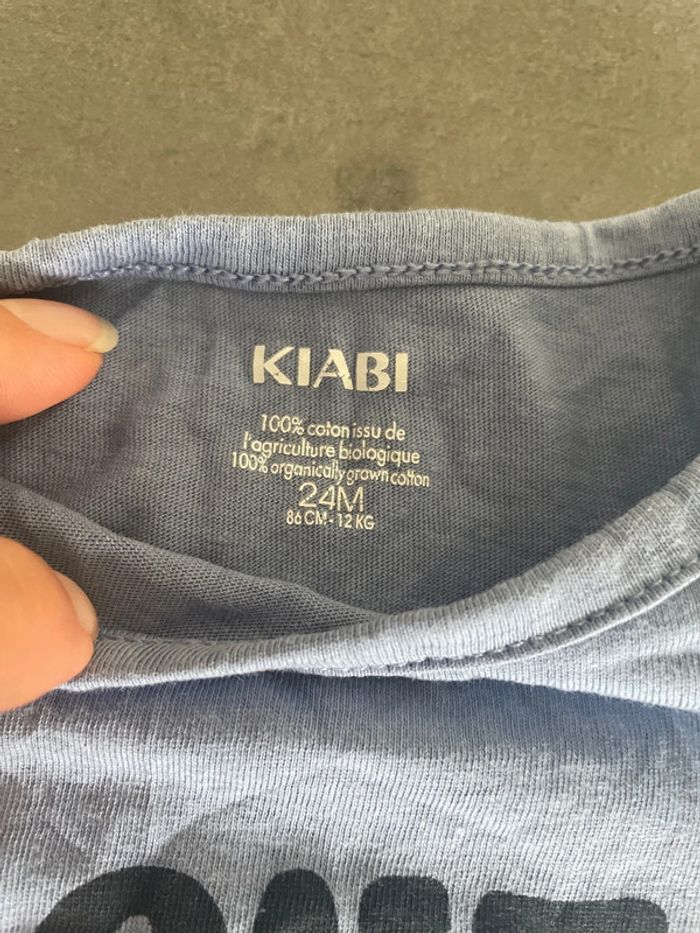 KIABI
100% coton issu de
l'agriculture biologique
100% organically grown cotton
24M
86 CM - 12 KG